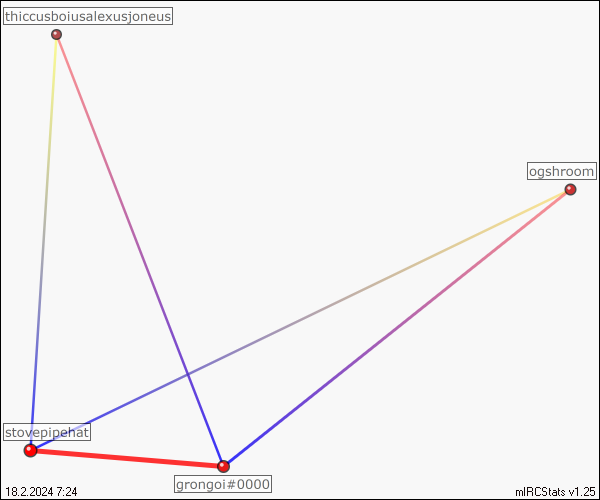 thiccusboiusalexusjoneus
ogshroom
stovepipehat
grongoi#0000
18.2.2024 7:24
mIRCStats v1.25